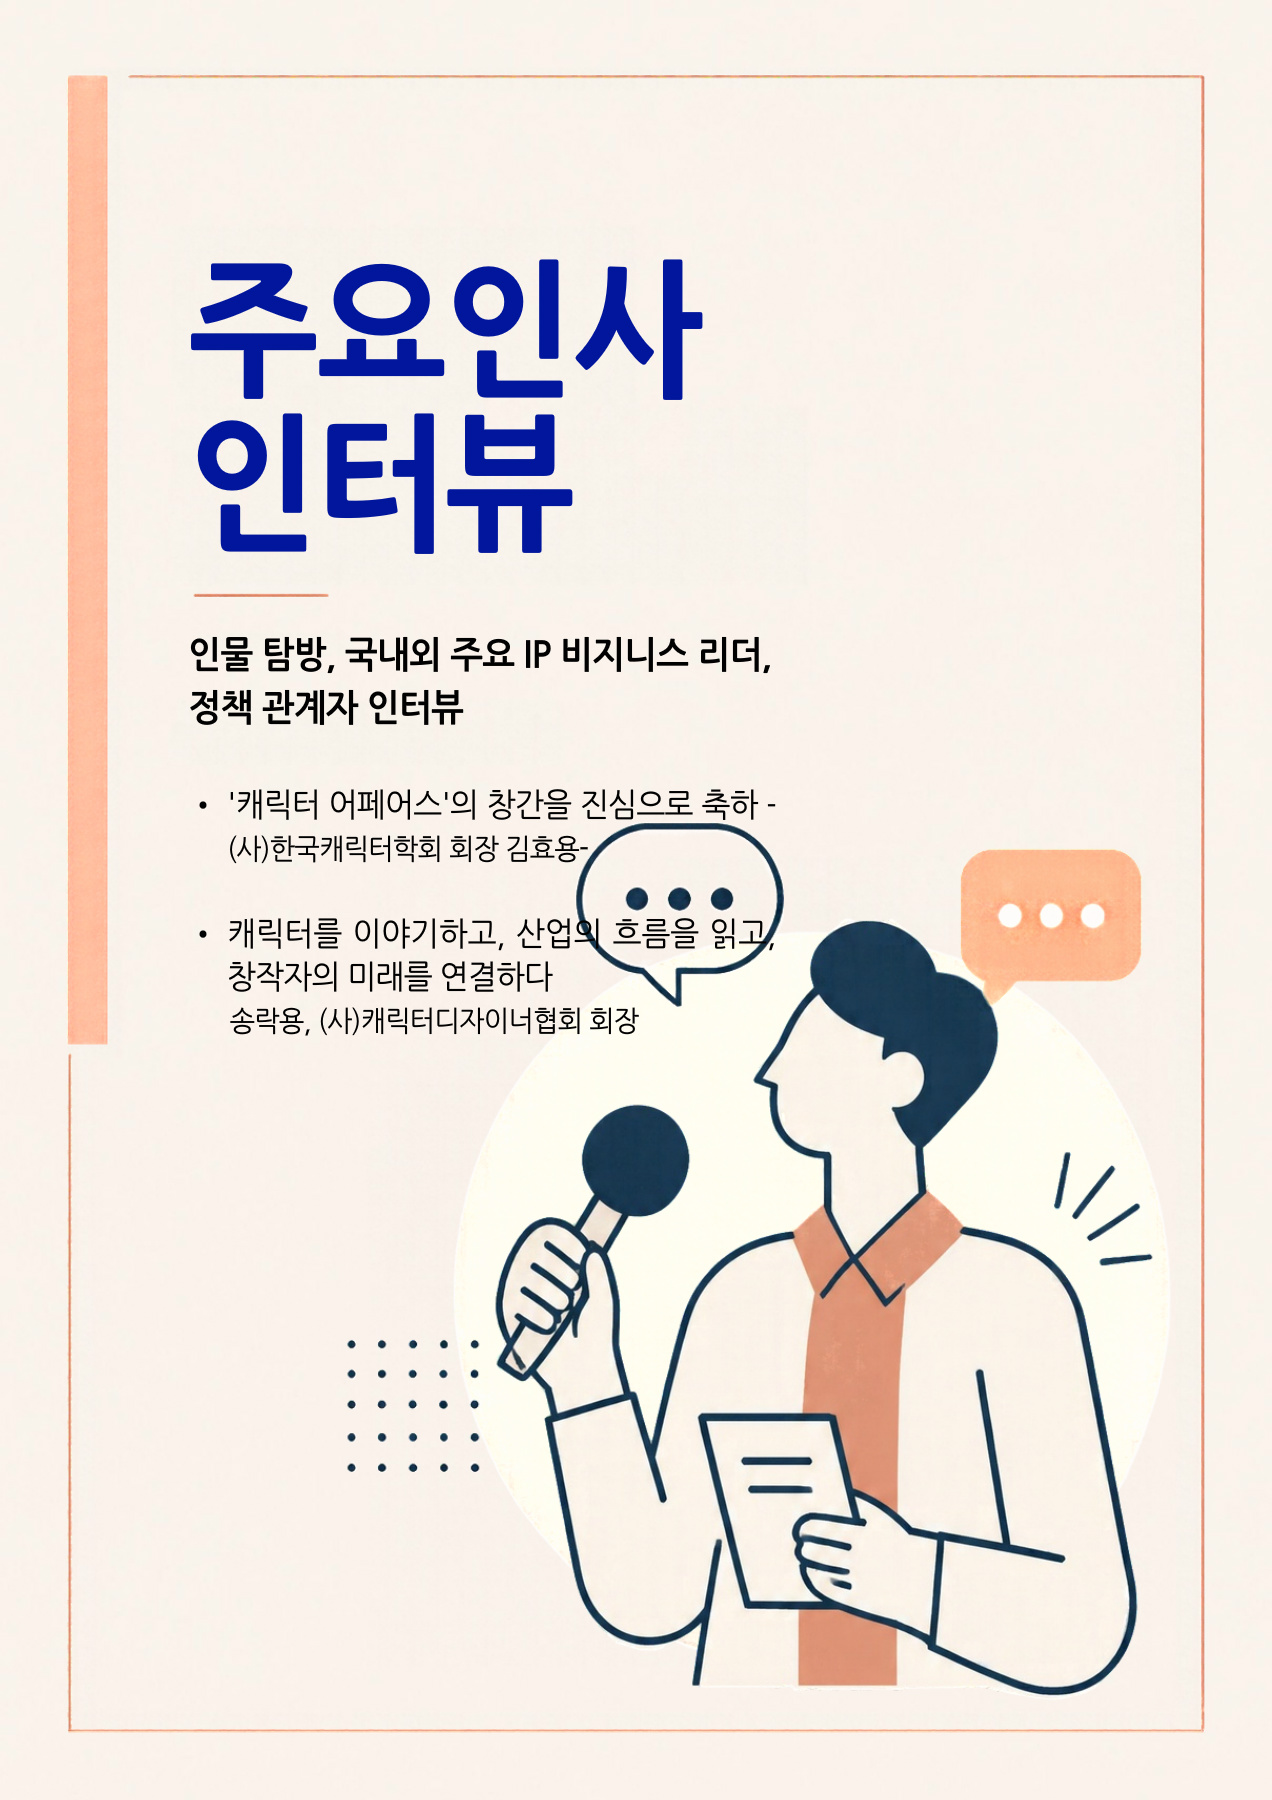 주요인사
인터뷰
인물 탐방, 국내외 주요 IP 비지니스 리더,
정책 관계자 인터뷰
• '캐릭터 어페어스'의 창간을 진심으로 축하 -
(사)한국캐릭터학회 회장 김효용-
• 캐릭터를 이야기하고, 산업의 흐름을 읽고,
창작자의 미래를 연결하다
송락용, (사)캐릭터디자이너협회 회장